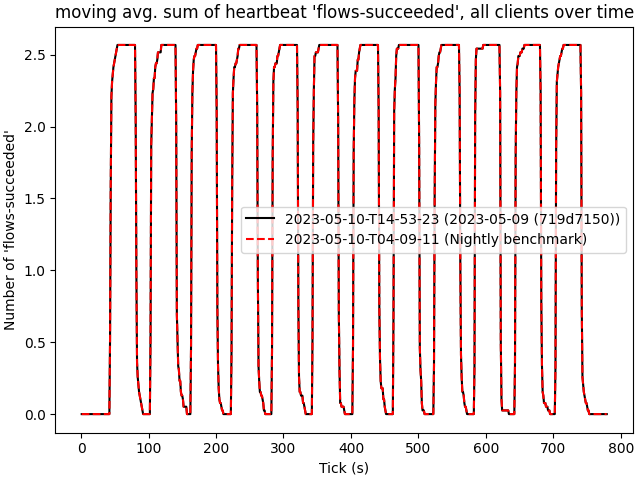 moving avg. sum of heartbeat 'flows-succeeded', all clients over time
Number of 'flows-succeeded'
2.5
2.0
1.5
1.0
0.5
0.0
2023-05-10-T14-53-23 (2023-05-09 (719d7150))
2023-05-10-T04-09-11 (Nightly benchmark)
0 100 200 300 400 500 600 700 800
Tick (s)